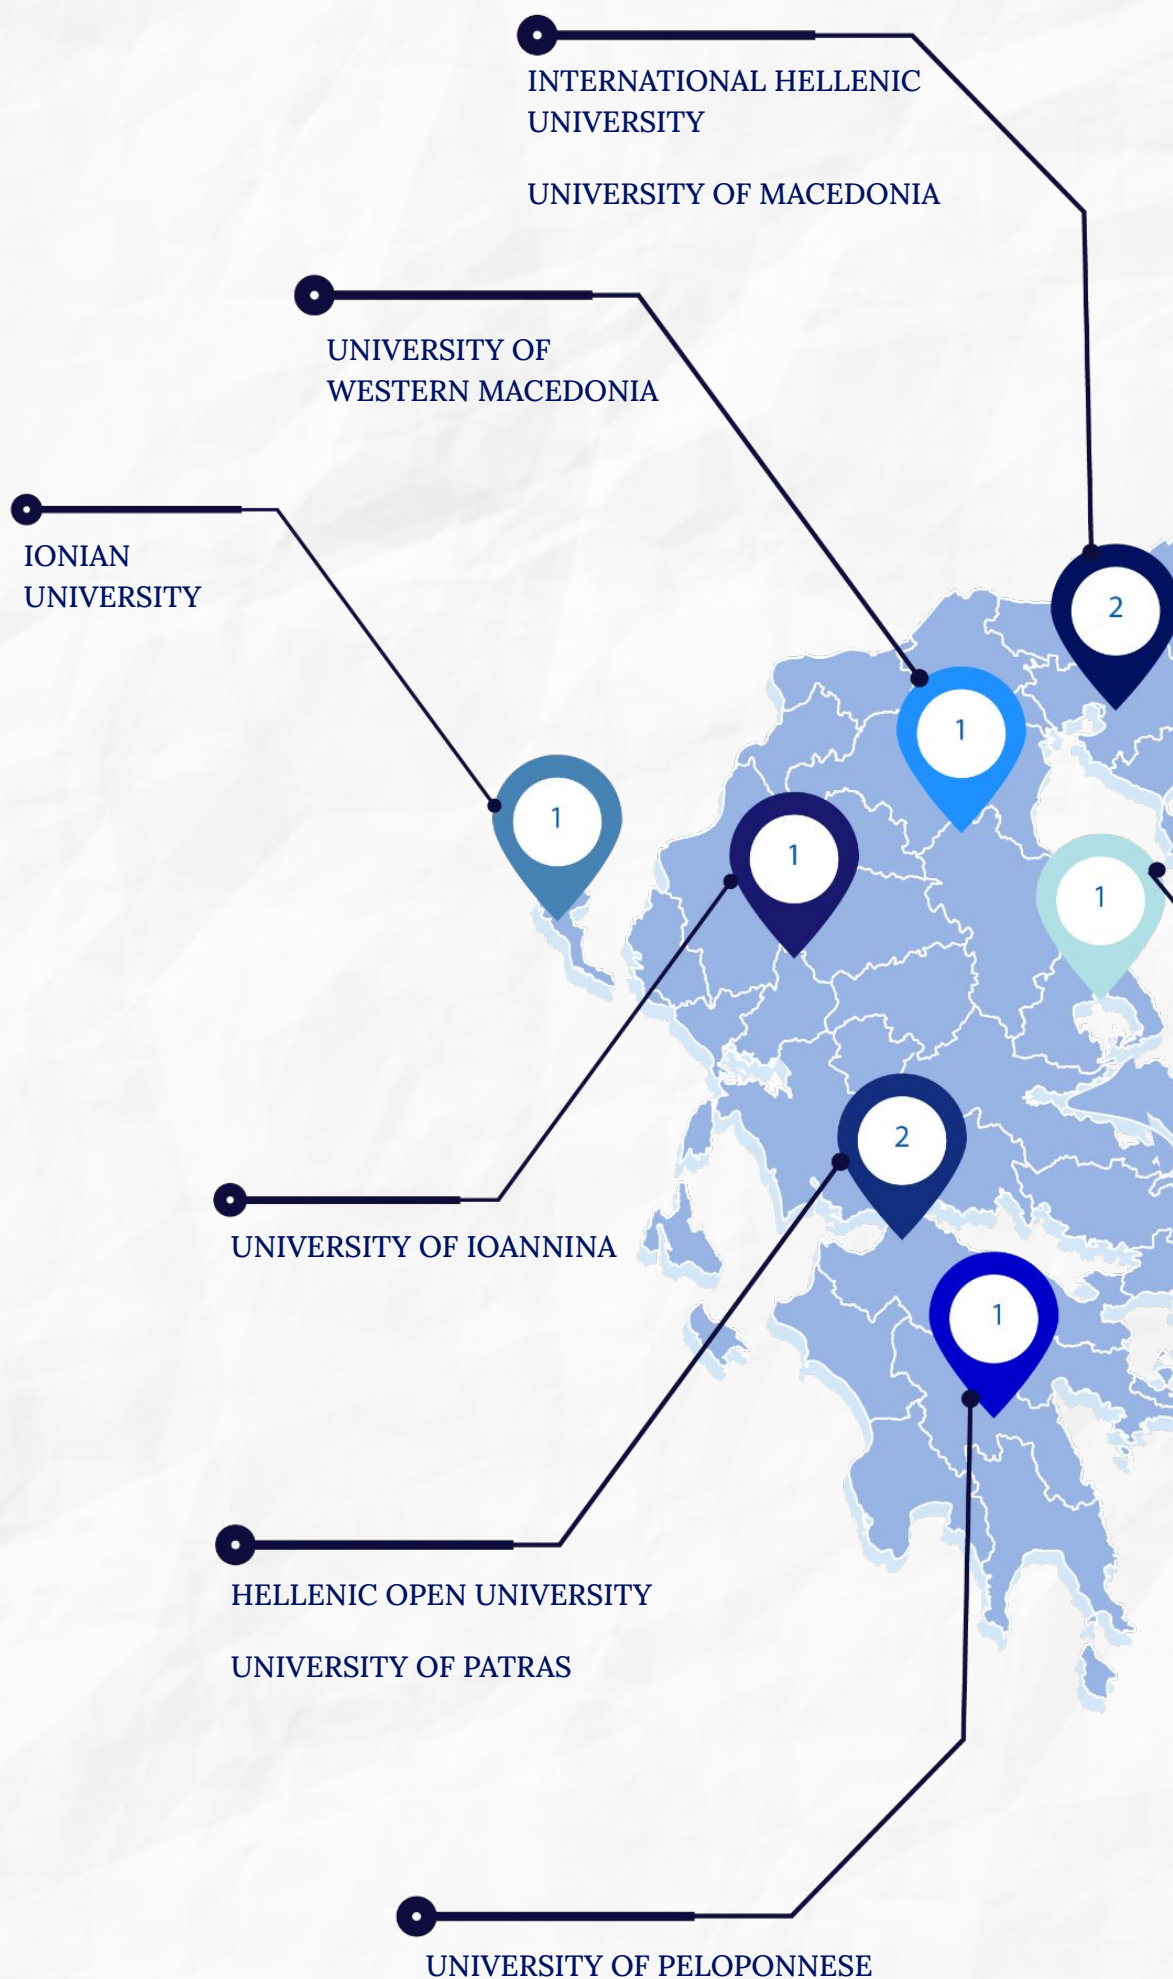 INTERNATIONAL HELLENIC
UNIVERSITY
UNIVERSITY OF MACEDONIA
UNIVERSITY OF
WESTERN MACEDONIA
IONIAN
UNIVERSITY
2
1
1
1
1
2
UNIVERSITY OF IOANNINA
1
HELLENIC OPEN UNIVERSITY
UNIVERSITY OF PATRAS
UNIVERSITY OF PELOPONNESE